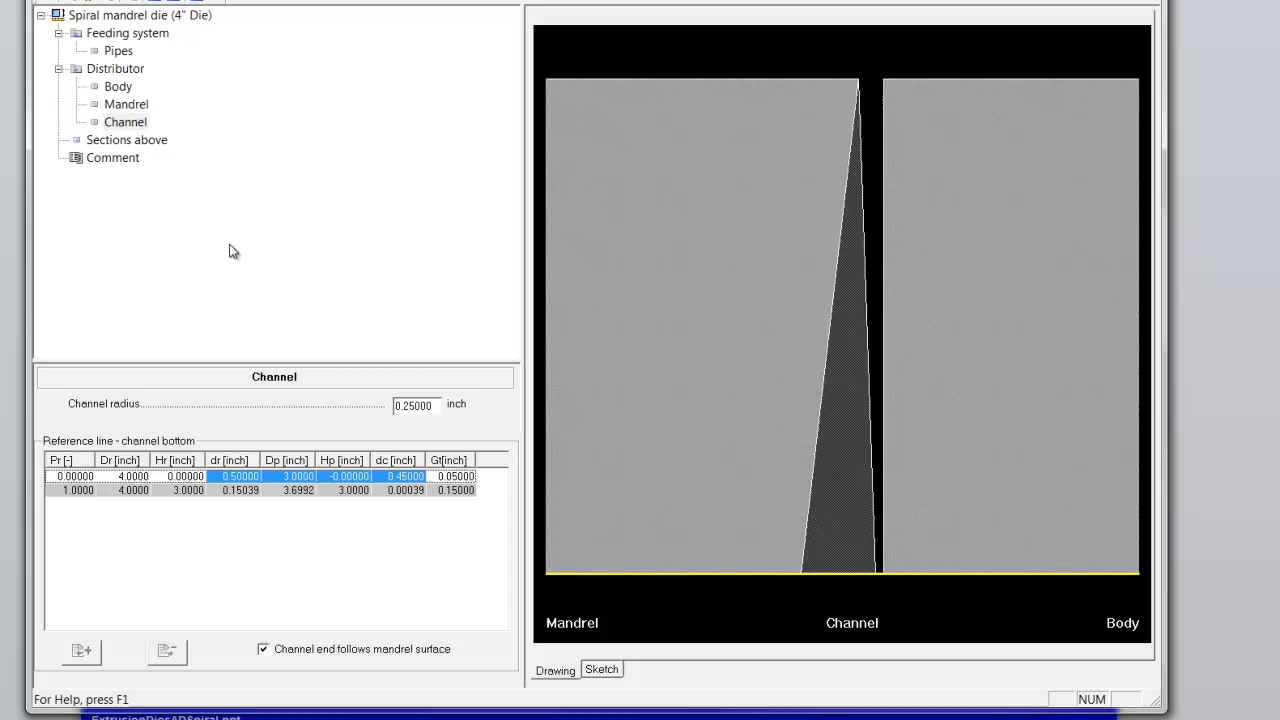 Spiral mandrel die (4" Die)
Feeding system
Pipes
Distributor
Body
Mandrel
Channel
Sections above
Comment
Channel
Channel radius 0.25000 inch
Reference line - channel bottom
Pr [-] Dr [inch] Hr [inch] dr [inch] Dp [inch] Hp [inch] dc [inch] Gt[inch]
0.00000 4.0000 0.00000 0.50000 3.0000 -0.00000 0.45000 0.05000
1.0000 4.0000 3.0000 0.15039 3.6992 3.0000 0.00039 0.15000
Channel end follows mandrel surface
Mandrel Channel Body
Drawing Sketch
For Help, press F1 NUM
ExtrusionDiesADSpiral.ppt